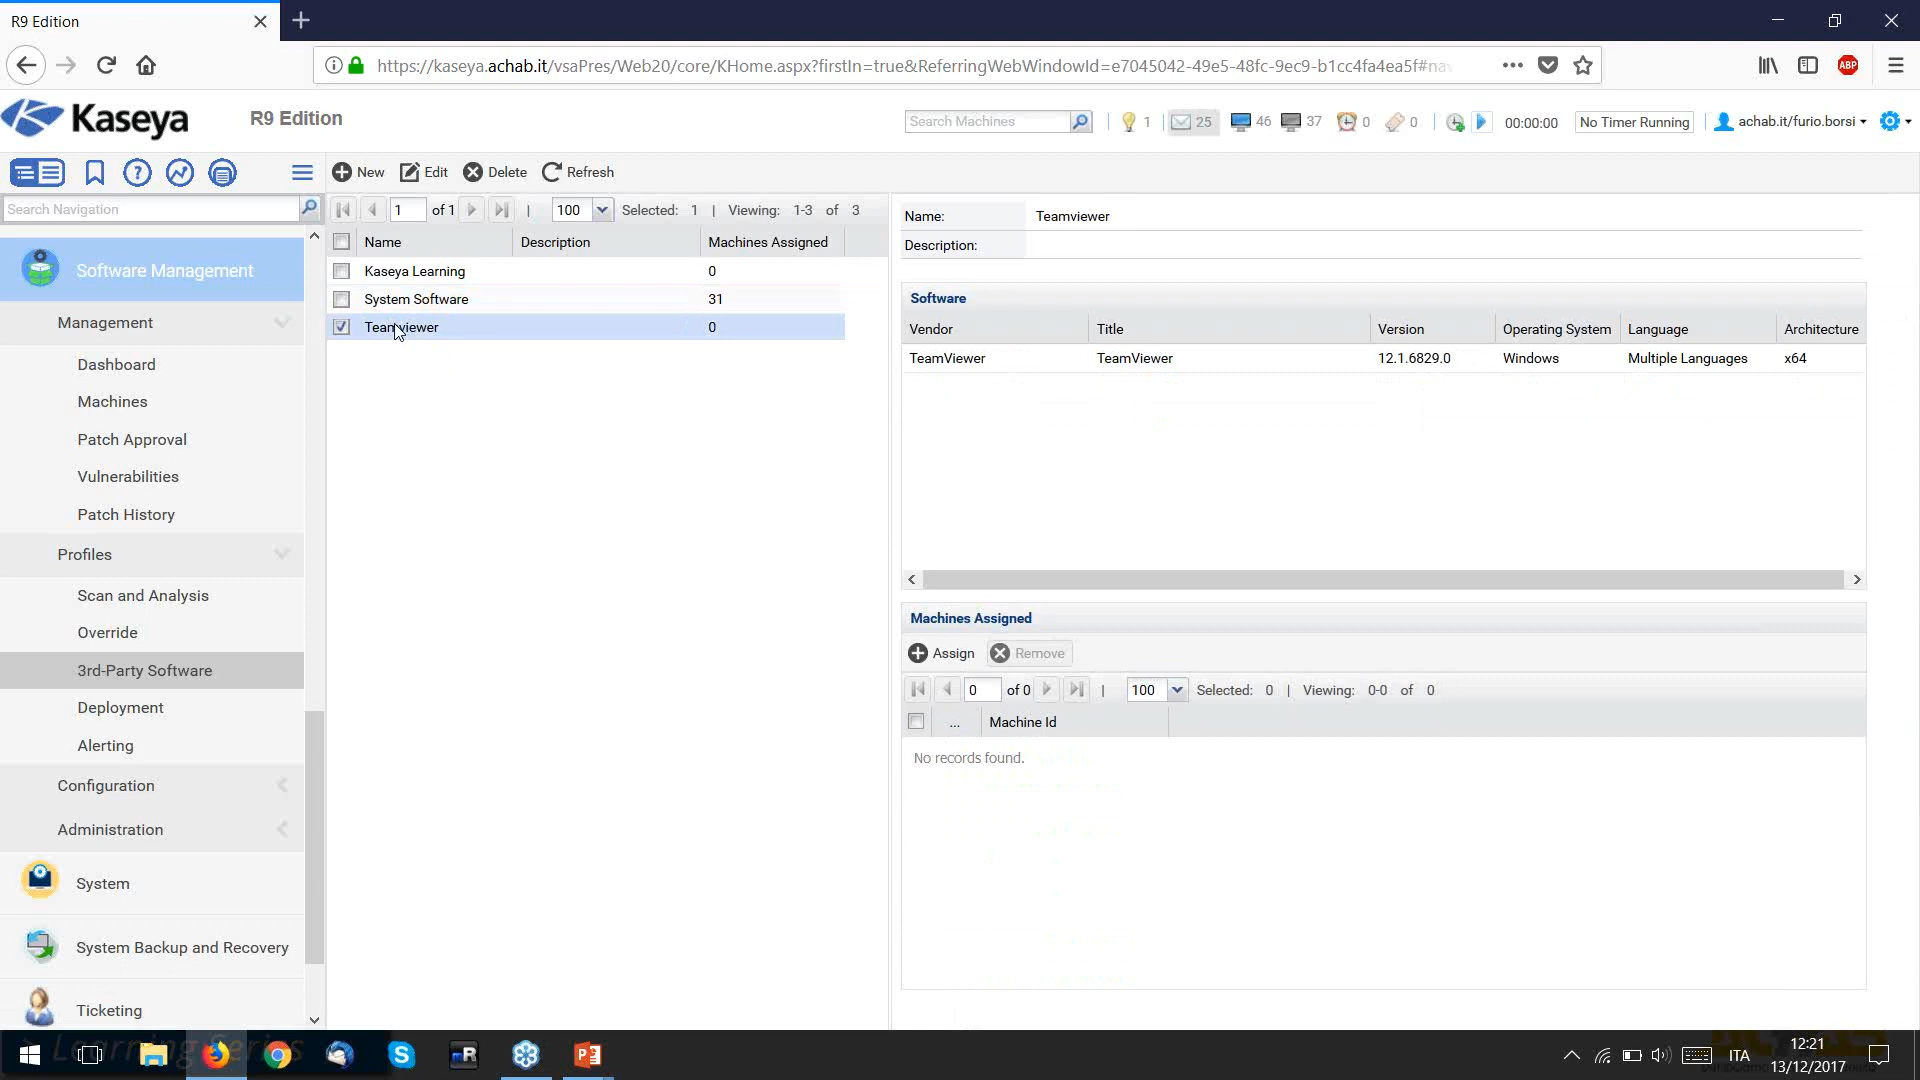 R9 Edition
https://kaseya.achab.it/vsaPres/Web20/core/KHome.aspx?firstIn=true&ReferringWebWindowId=e7045042-49e5-48fc-9ec9-b1cc4fa4ea5f#na
ABP
Kaseya R9 Edition
Search Machines 1 25 46 37 0 0 00:00:00 No Timer Running achab.it/furio.borsi
New Edit Delete Refresh
Search Navigation
1 of 1 100 Selected: 1 | Viewing: 1-3 of 3
Name Description Machines Assigned
Kaseya Learning 0
System Software 31
Teamviewer 0
Software Management
Management
Dashboard
Machines
Patch Approval
Vulnerabilities
Patch History
Profiles
Scan and Analysis
Override
3rd-Party Software
Deployment
Alerting
Configuration
Administration
System
System Backup and Recovery
Ticketing
Name: Teamviewer
Description:
Software
Vendor Title Version Operating System Language Architecture
TeamViewer TeamViewer 12.1.6829.0 Windows Multiple Languages x64
Machines Assigned
Assign Remove
0 of 0 | 100 Selected: 0 | Viewing: 0-0 of 0
... Machine Id
No records found.
Learning Series
ITA
12:21
13/12/2017